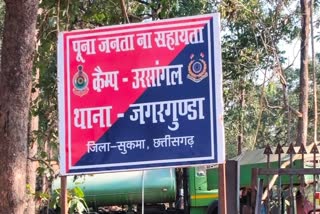 पूना जनता ना सहायता
कैम्प - उरसांगल
थाना - जगरगुण्डा
जिला-सुकमा, छत्तीसगढ़